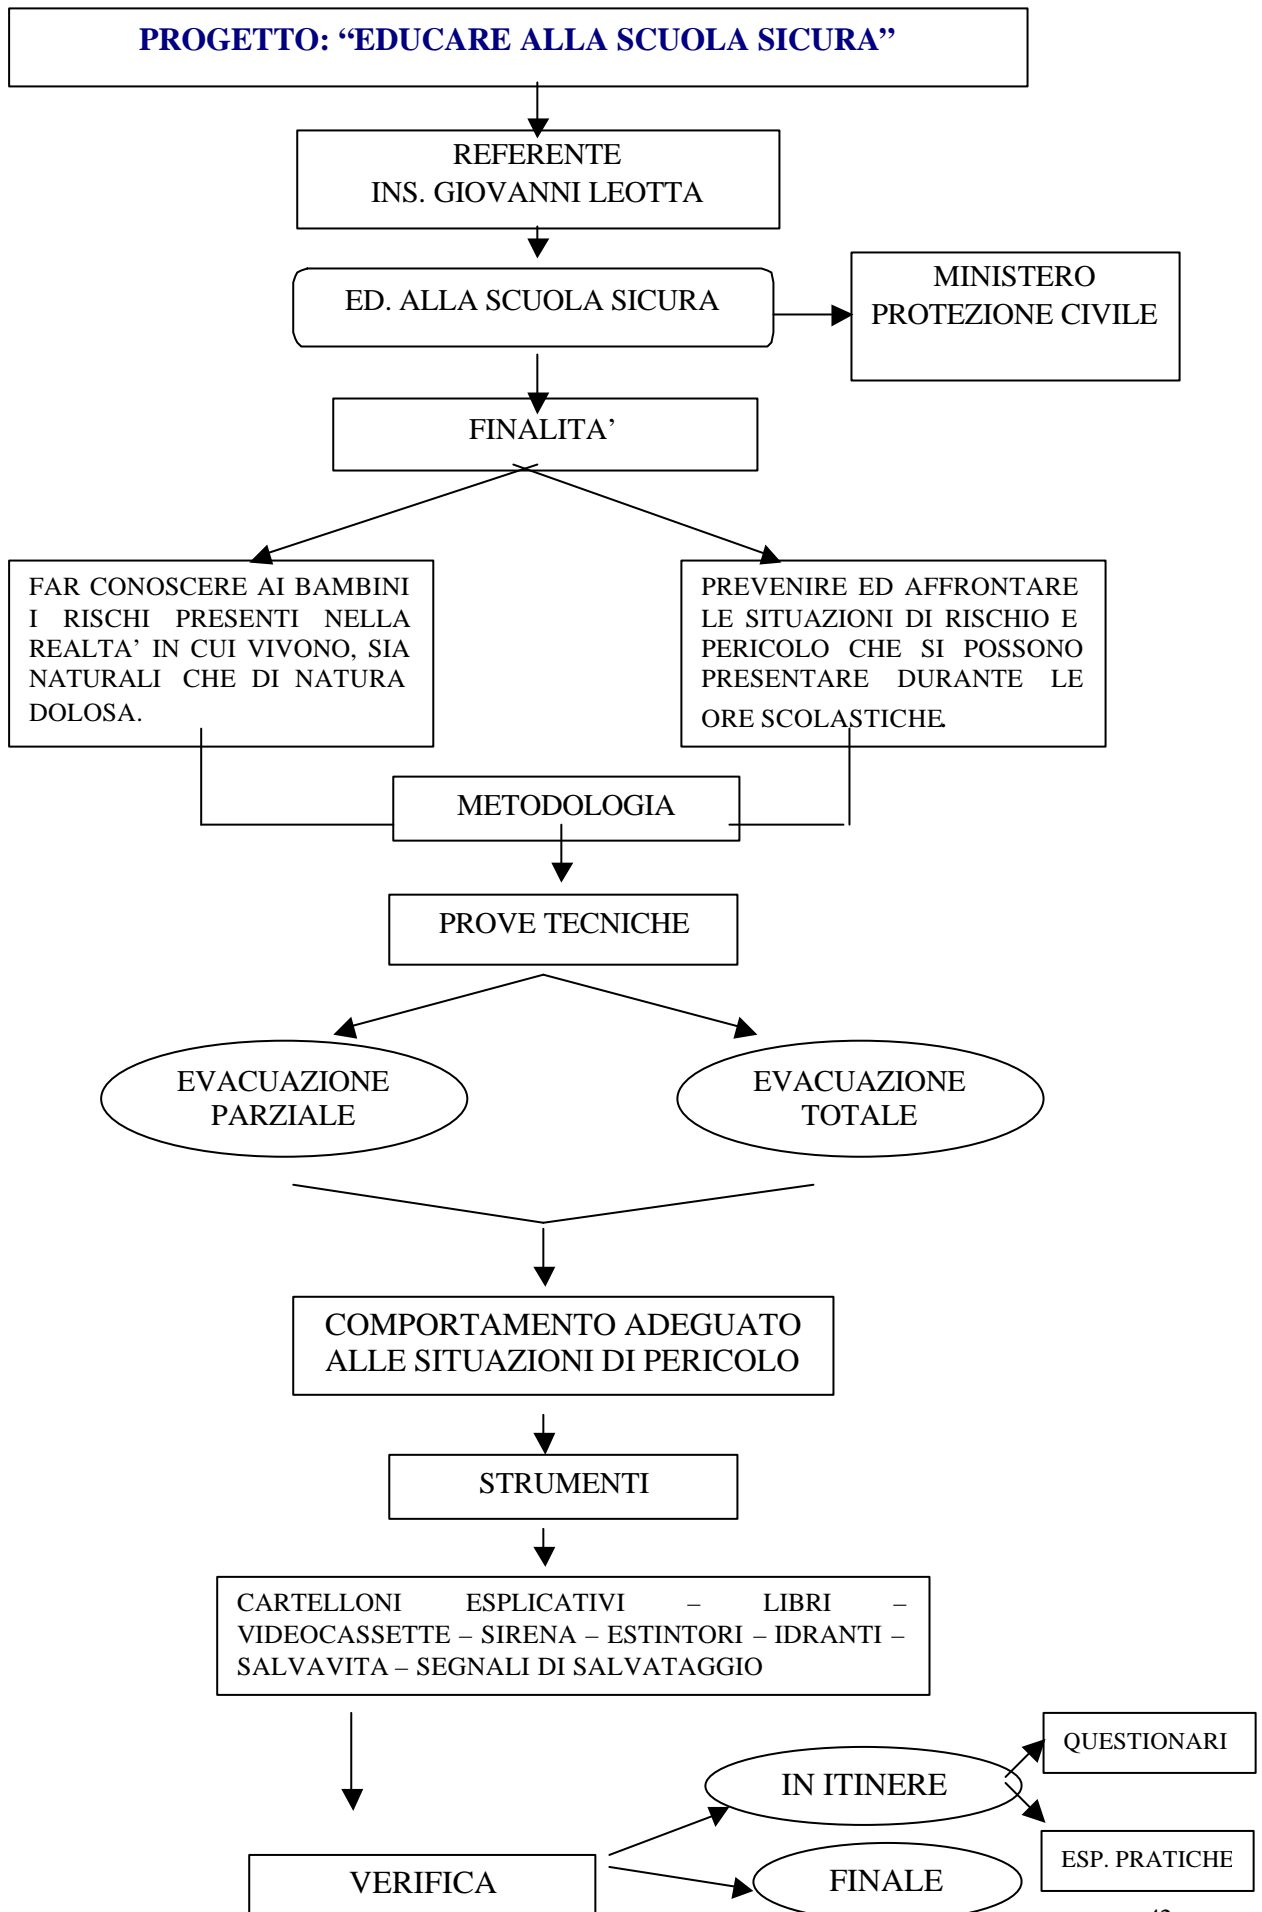 PROGETTO: “EDUCARE ALLA SCUOLA SICURA”
REFERENTE
INS. GIOVANNI LEOTTA
ED. ALLA SCUOLA SICURA
MINISTERO
PROTEZIONE CIVILE
FINALITA’
FAR CONOSCERE AI BAMBINI
I RISCHI PRESENTI NELLA
REALTA’ IN CUI VIVONO, SIA
NATURALI CHE DI NATURA
DOLOSA.
PREVENIRE ED AFFRONTARE
LE SITUAZIONI DI RISCHIO E
PERICOLO CHE SI POSSONO
PRESENTARE DURANTE LE
ORE SCOLASTICHE.
METODOLOGIA
PROVE TECNICHE
EVACUAZIONE
PARZIALE
EVACUAZIONE
TOTALE
COMPORTAMENTO ADEGUATO
ALLE SITUAZIONI DI PERICOLO
STRUMENTI
CARTELLONI ESPLICATIVI – LIBRI –
VIDEOCASSETTE – SIRENA – ESTINTORI – IDRANTI –
SALVAVITA – SEGNALI DI SALVATAGGIO
QUESTIONARI
IN ITINERE
ESP. PRATICHE
VERIFICA
FINALE